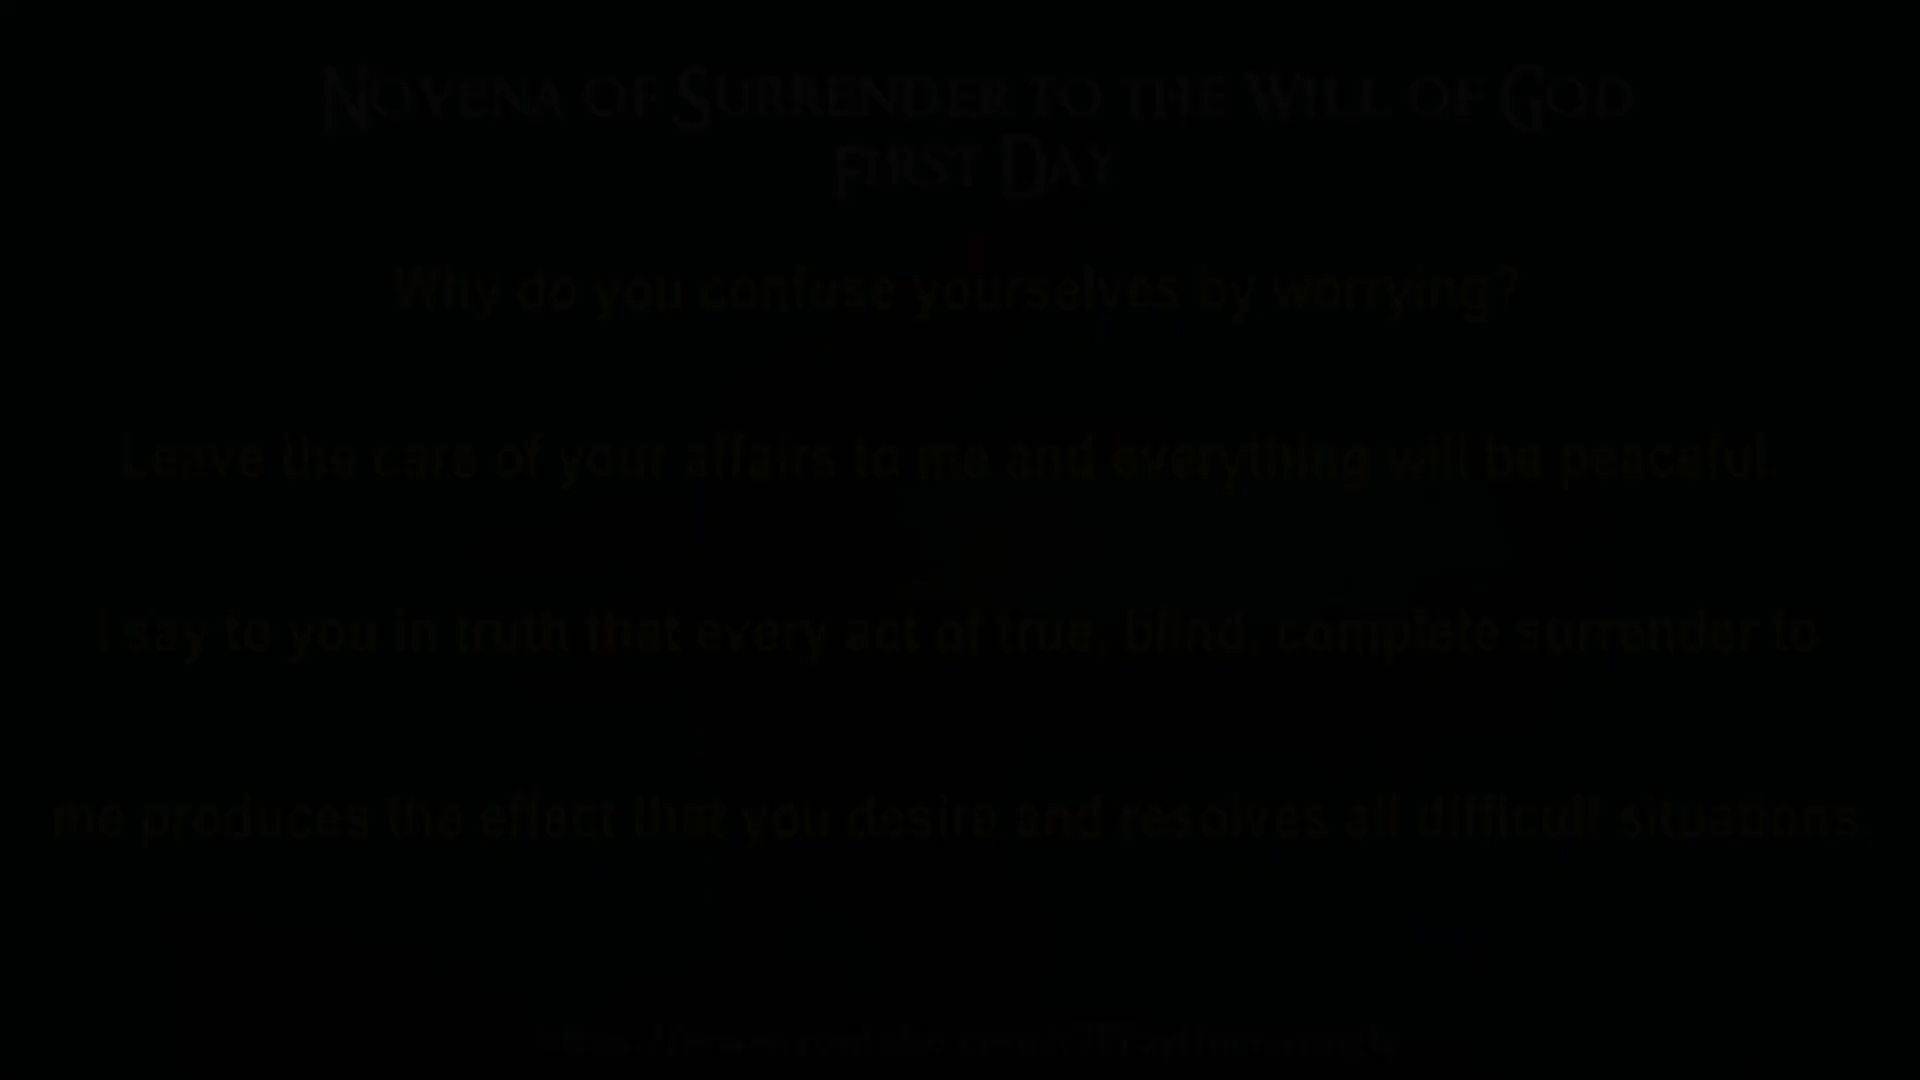 Novena of Surrender to the Will of God
First Day
Why do you confuse yourselves by worrying?
Leave the care of your affairs to me and everything will be peaceful.
I say to you in truth that every act of true, blind, complete surrender to
me produces the effect that you desire and resolves all difficult situations.